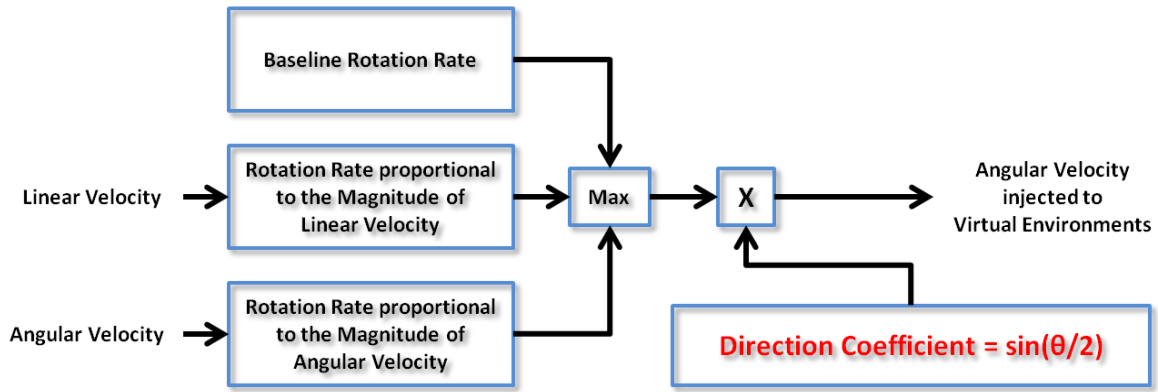 Baseline Rotation Rate
Linear Velocity
Rotation Rate proportional
to the Magnitude of
Linear Velocity
Max
X
Angular Velocity
injected to
Virtual Environments
Angular Velocity
Rotation Rate proportional
to the Magnitude of
Angular Velocity
Direction Coefficient = sin(θ/2)